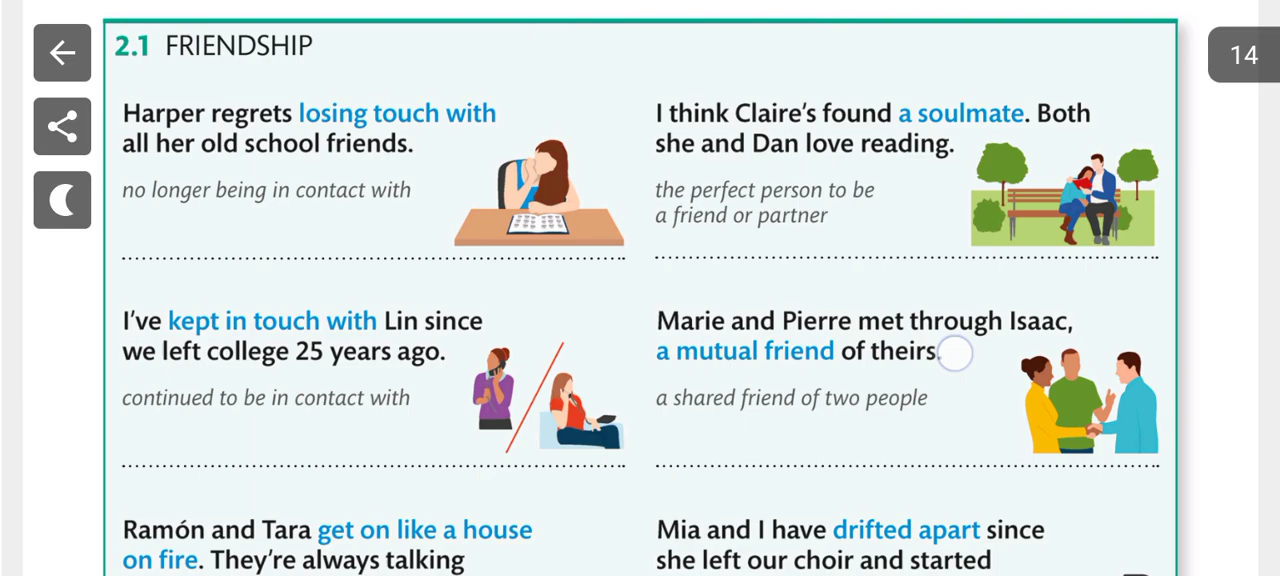 14
2.1 FRIENDSHIP
Harper regrets losing touch with
all her old school friends.
no longer being in contact with
I think Claire's found a soulmate. Both
she and Dan love reading.
the perfect person to be
a friend or partner
I've kept in touch with Lin since
we left college 25 years ago.
continued to be in contact with
Marie and Pierre met through Isaac,
a mutual friend of theirs.
a shared friend of two people
Ramón and Tara get on like a house
on fire. They're always talking
Mia and I have drifted apart since
she left our choir and started